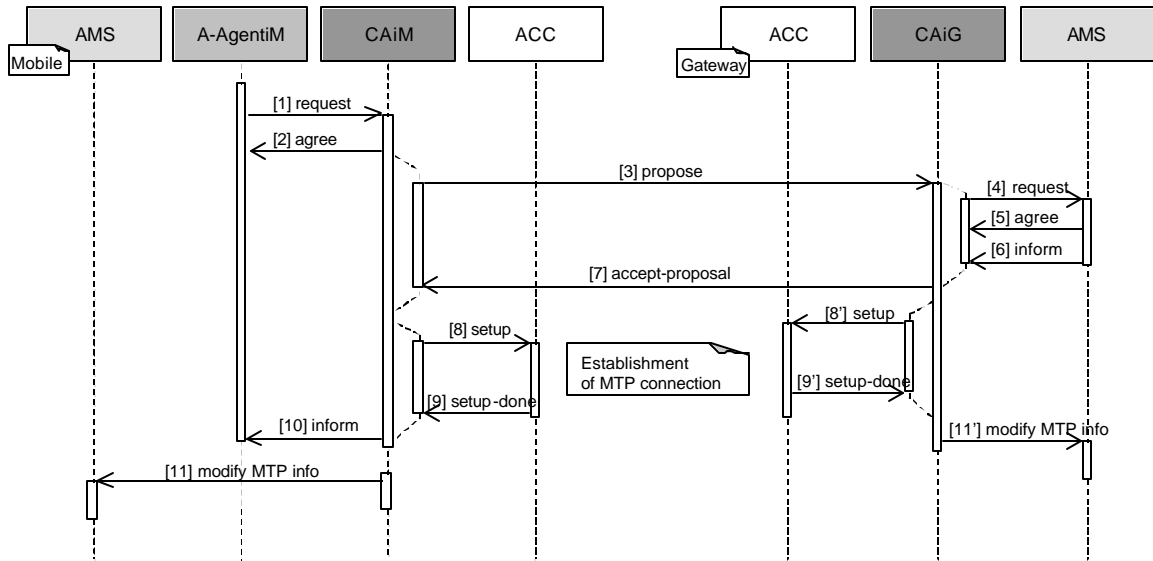 AMS
A-AgentiM
CAiM
ACC
ACC
CAiG
AMS
Mobile
Gateway
[1] request
[2] agree
[3] propose
[4] request
[5] agree
[6] inform
[7] accept-proposal
[8'] setup
[8] setup
Establishment
of MTP connection
[9'] setup-done
[9] setup-done
[10] inform
[11'] modify MTP info
[11] modify MTP info